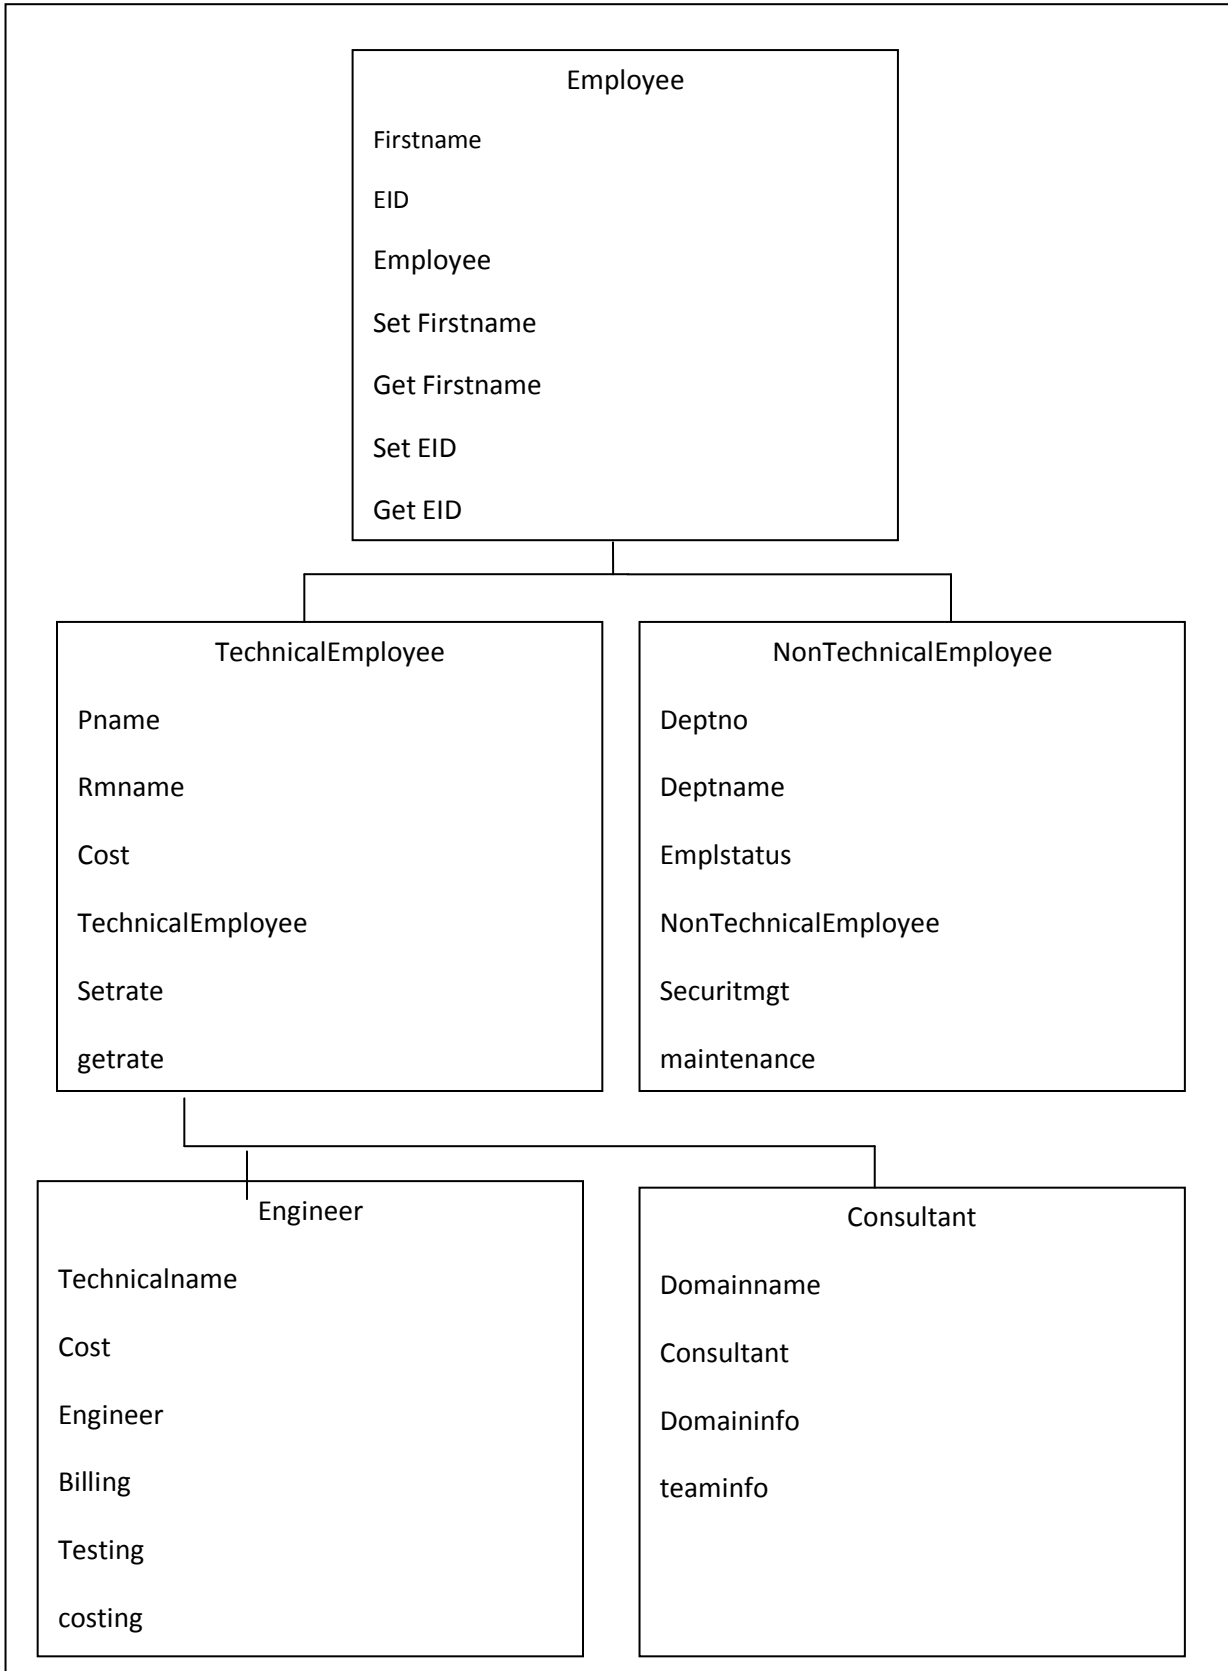 Employee
Firstname
EID
Employee
Set Firstname
Get Firstname
Set EID
Get EID
TechnicalEmployee
Pname
Rmname
Cost
TechnicalEmployee
Setrate
getrate
NonTechnicalEmployee
Deptno
Deptname
Emplstatus
NonTechnicalEmployee
Securitmgt
maintenance
Engineer
Technicalname
Cost
Engineer
Billing
Testing
costing
Consultant
Domainname
Consultant
Domaininfo
teaminfo